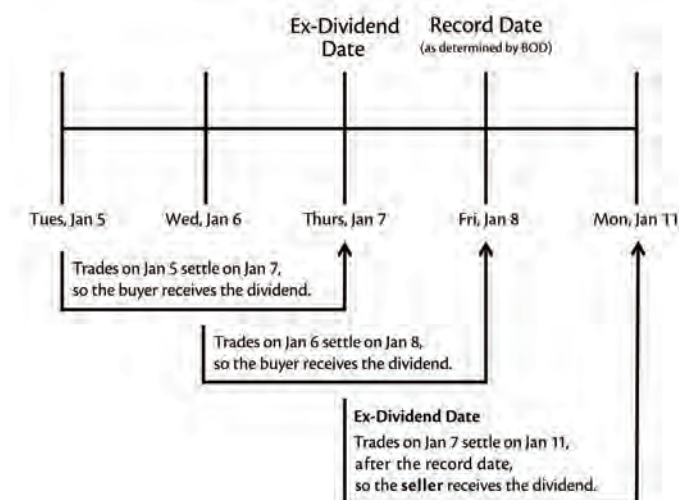 Ex-Dividend
Date
Record Date
(as determined by BOD)
Tues, Jan 5
Wed, Jan 6
Thurs, Jan 7
Fri, Jan 8
Mon, Jan 11
Trades on Jan 5 settle on Jan 7,
so the buyer receives the dividend.
Trades on Jan 6 settle on Jan 8,
so the buyer receives the dividend.
Ex-Dividend Date
Trades on Jan 7 settle on Jan 11,
after the record date,
so the seller receives the dividend.